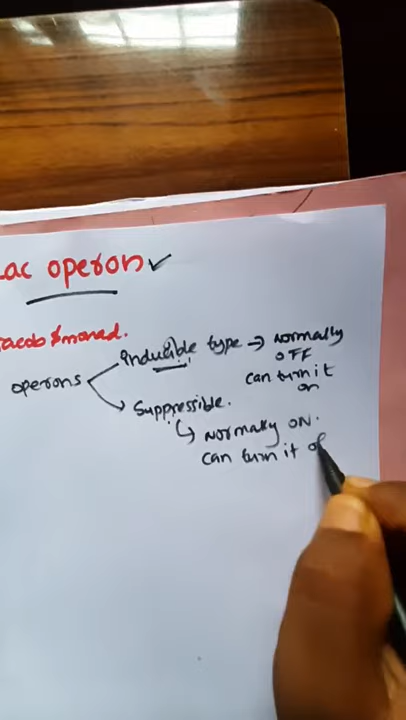 ac operon ✓
Jacob & monod.
operons
inducible type → normally
OFF
can turn it
on
Suppressible.
↳ normally ON.
can turn it of